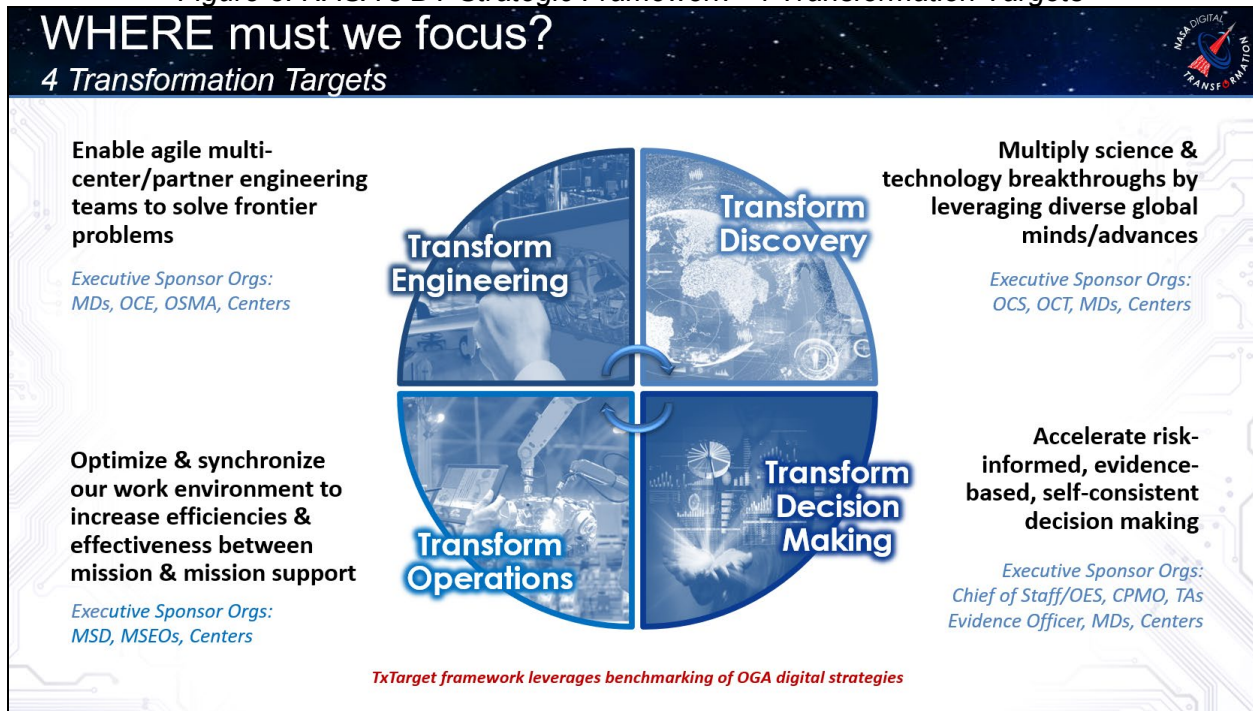 WHERE must we focus?
4 Transformation Targets
NASA DIGITAL
TRANSFORMATION
Enable agile multi-
center/partner engineering
teams to solve frontier
problems
Executive Sponsor Orgs:
MDs, OCE, OSMA, Centers
Transform
Engineering
Transform
Discovery
Multiply science &
technology breakthroughs by
leveraging diverse global
minds/advances
Executive Sponsor Orgs:
OCS, OCT, MDs, Centers
Optimize & synchronize
our work environment to
increase efficiencies &
effectiveness between
mission & mission support
Executive Sponsor Orgs:
MSD, MSEOs, Centers
Transform
Operations
Transform
Decision
Making
Accelerate risk-
informed, evidence-
based, self-consistent
decision making
Executive Sponsor Orgs:
Chief of Staff/OES, CPMO, TAs
Evidence Officer, MDs, Centers
TxTarget framework leverages benchmarking of OGA digital strategies